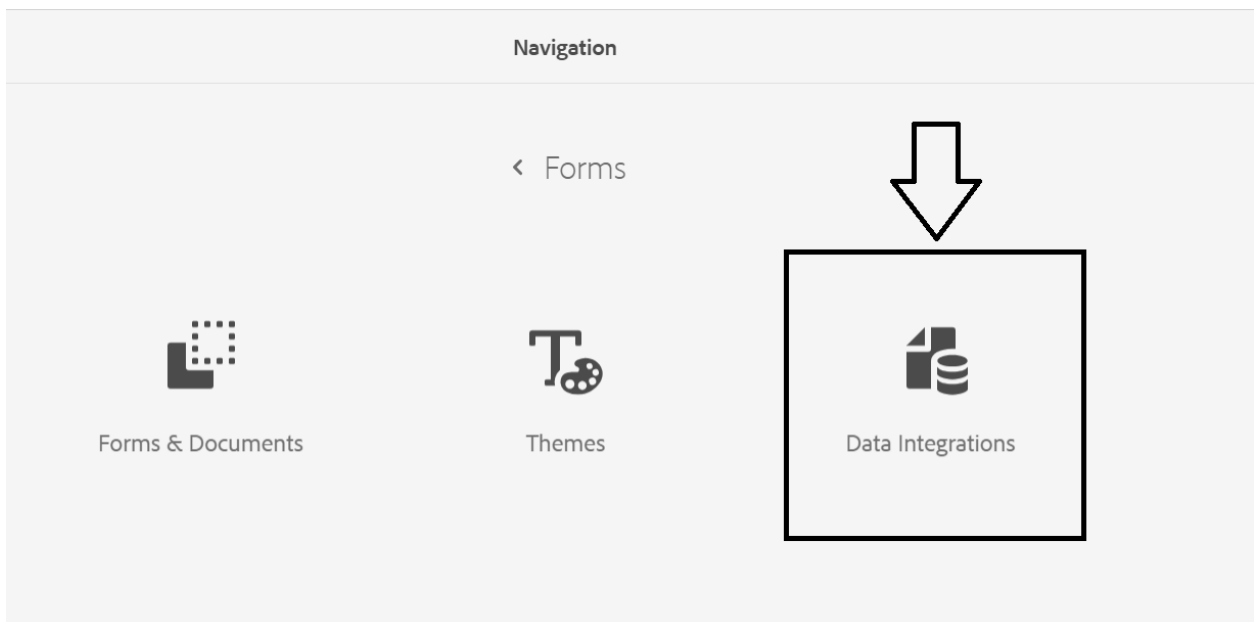 Navigation
Forms
Forms & Documents
Themes
Data Integrations